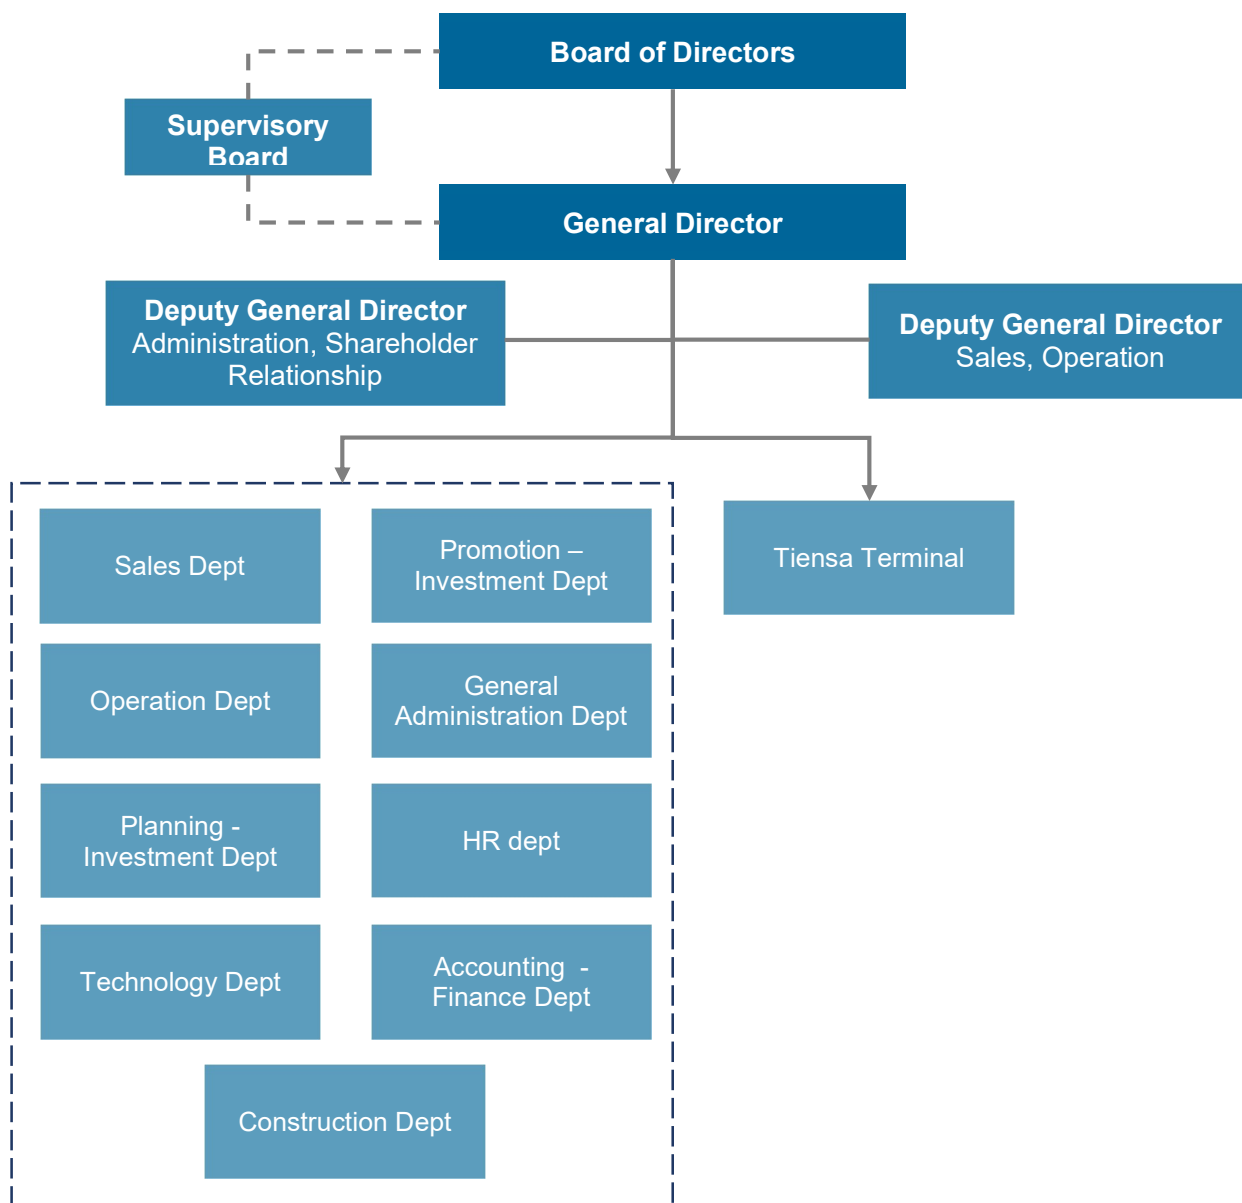 Board of Directors
Supervisory
Board
General Director
Deputy General Director
Administration, Shareholder
Relationship
Deputy General Director
Sales, Operation
Sales Dept
Promotion –
Investment Dept
Tiensa Terminal
Operation Dept
General
Administration Dept
Planning -
Investment Dept
HR dept
Technology Dept
Accounting  -
Finance Dept
Construction Dept